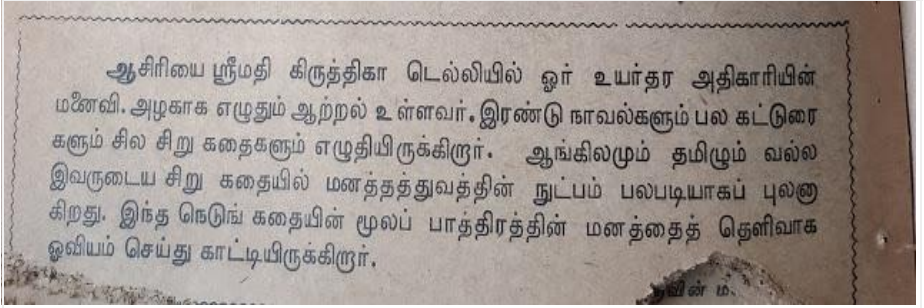 ஆசிரியை ஸ்ரீமதி கிருத்திகா டெல்லியில் ஓர் உயர்தர அதிகாரியின்
மனைவி. அழகாக எழுதும் ஆற்றல் உள்ளவர். இரண்டு நாவல்களும் பல கட்டுரை
களும் சில சிறு கதைகளும் எழுதியிருக்கிறார். ஆங்கிலமும் தமிழும் வல்ல
இவருடைய சிறு கதையில் மனத்தத்துவத்தின் நுட்பம் பலபடியாகப் புலனா
கிறது. இந்த நெடுங் கதையின் மூலப் பாத்திரத்தின் மனத்தைத் தெளிவாக
ஓவியம் செய்து காட்டியிருக்கிறார்.